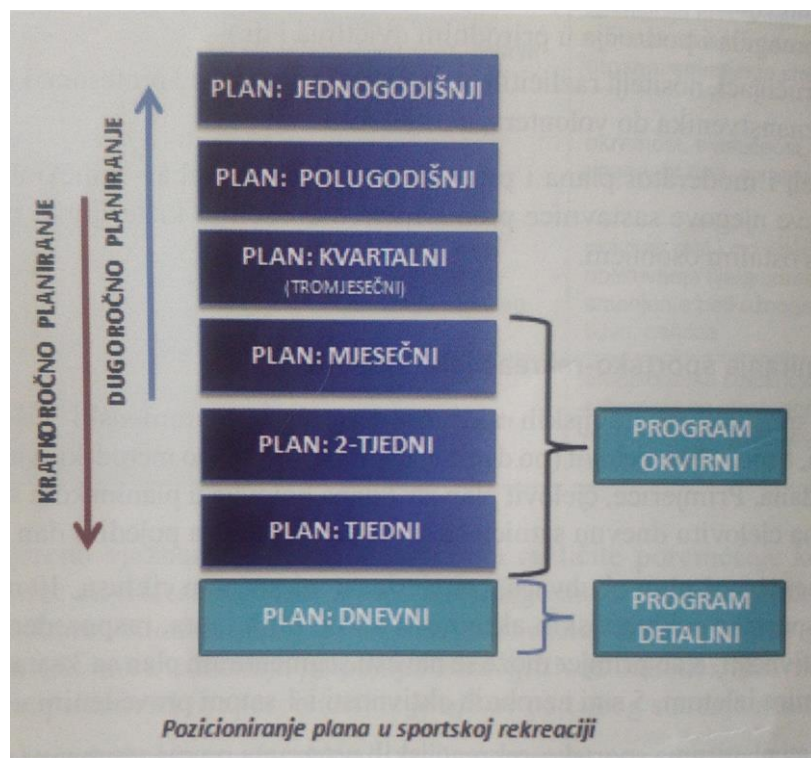 PLAN: JEDNOGODIŠNJI
PLAN: POLUGODIŠNJI
PLAN: KVARTALNI
(TROMJESEČNI)
PLAN: MJESEČNI
PLAN: 2-TJEDNI
PLAN: TJEDNI
PLAN: DNEVNI
KRATKOROČNO PLANIRANJE
DUGOROČNO PLANIRANJE
PROGRAM
OKVIRNI
PROGRAM
DETALJNI
Pozicioniranje plana u sportskoj rekreaciji